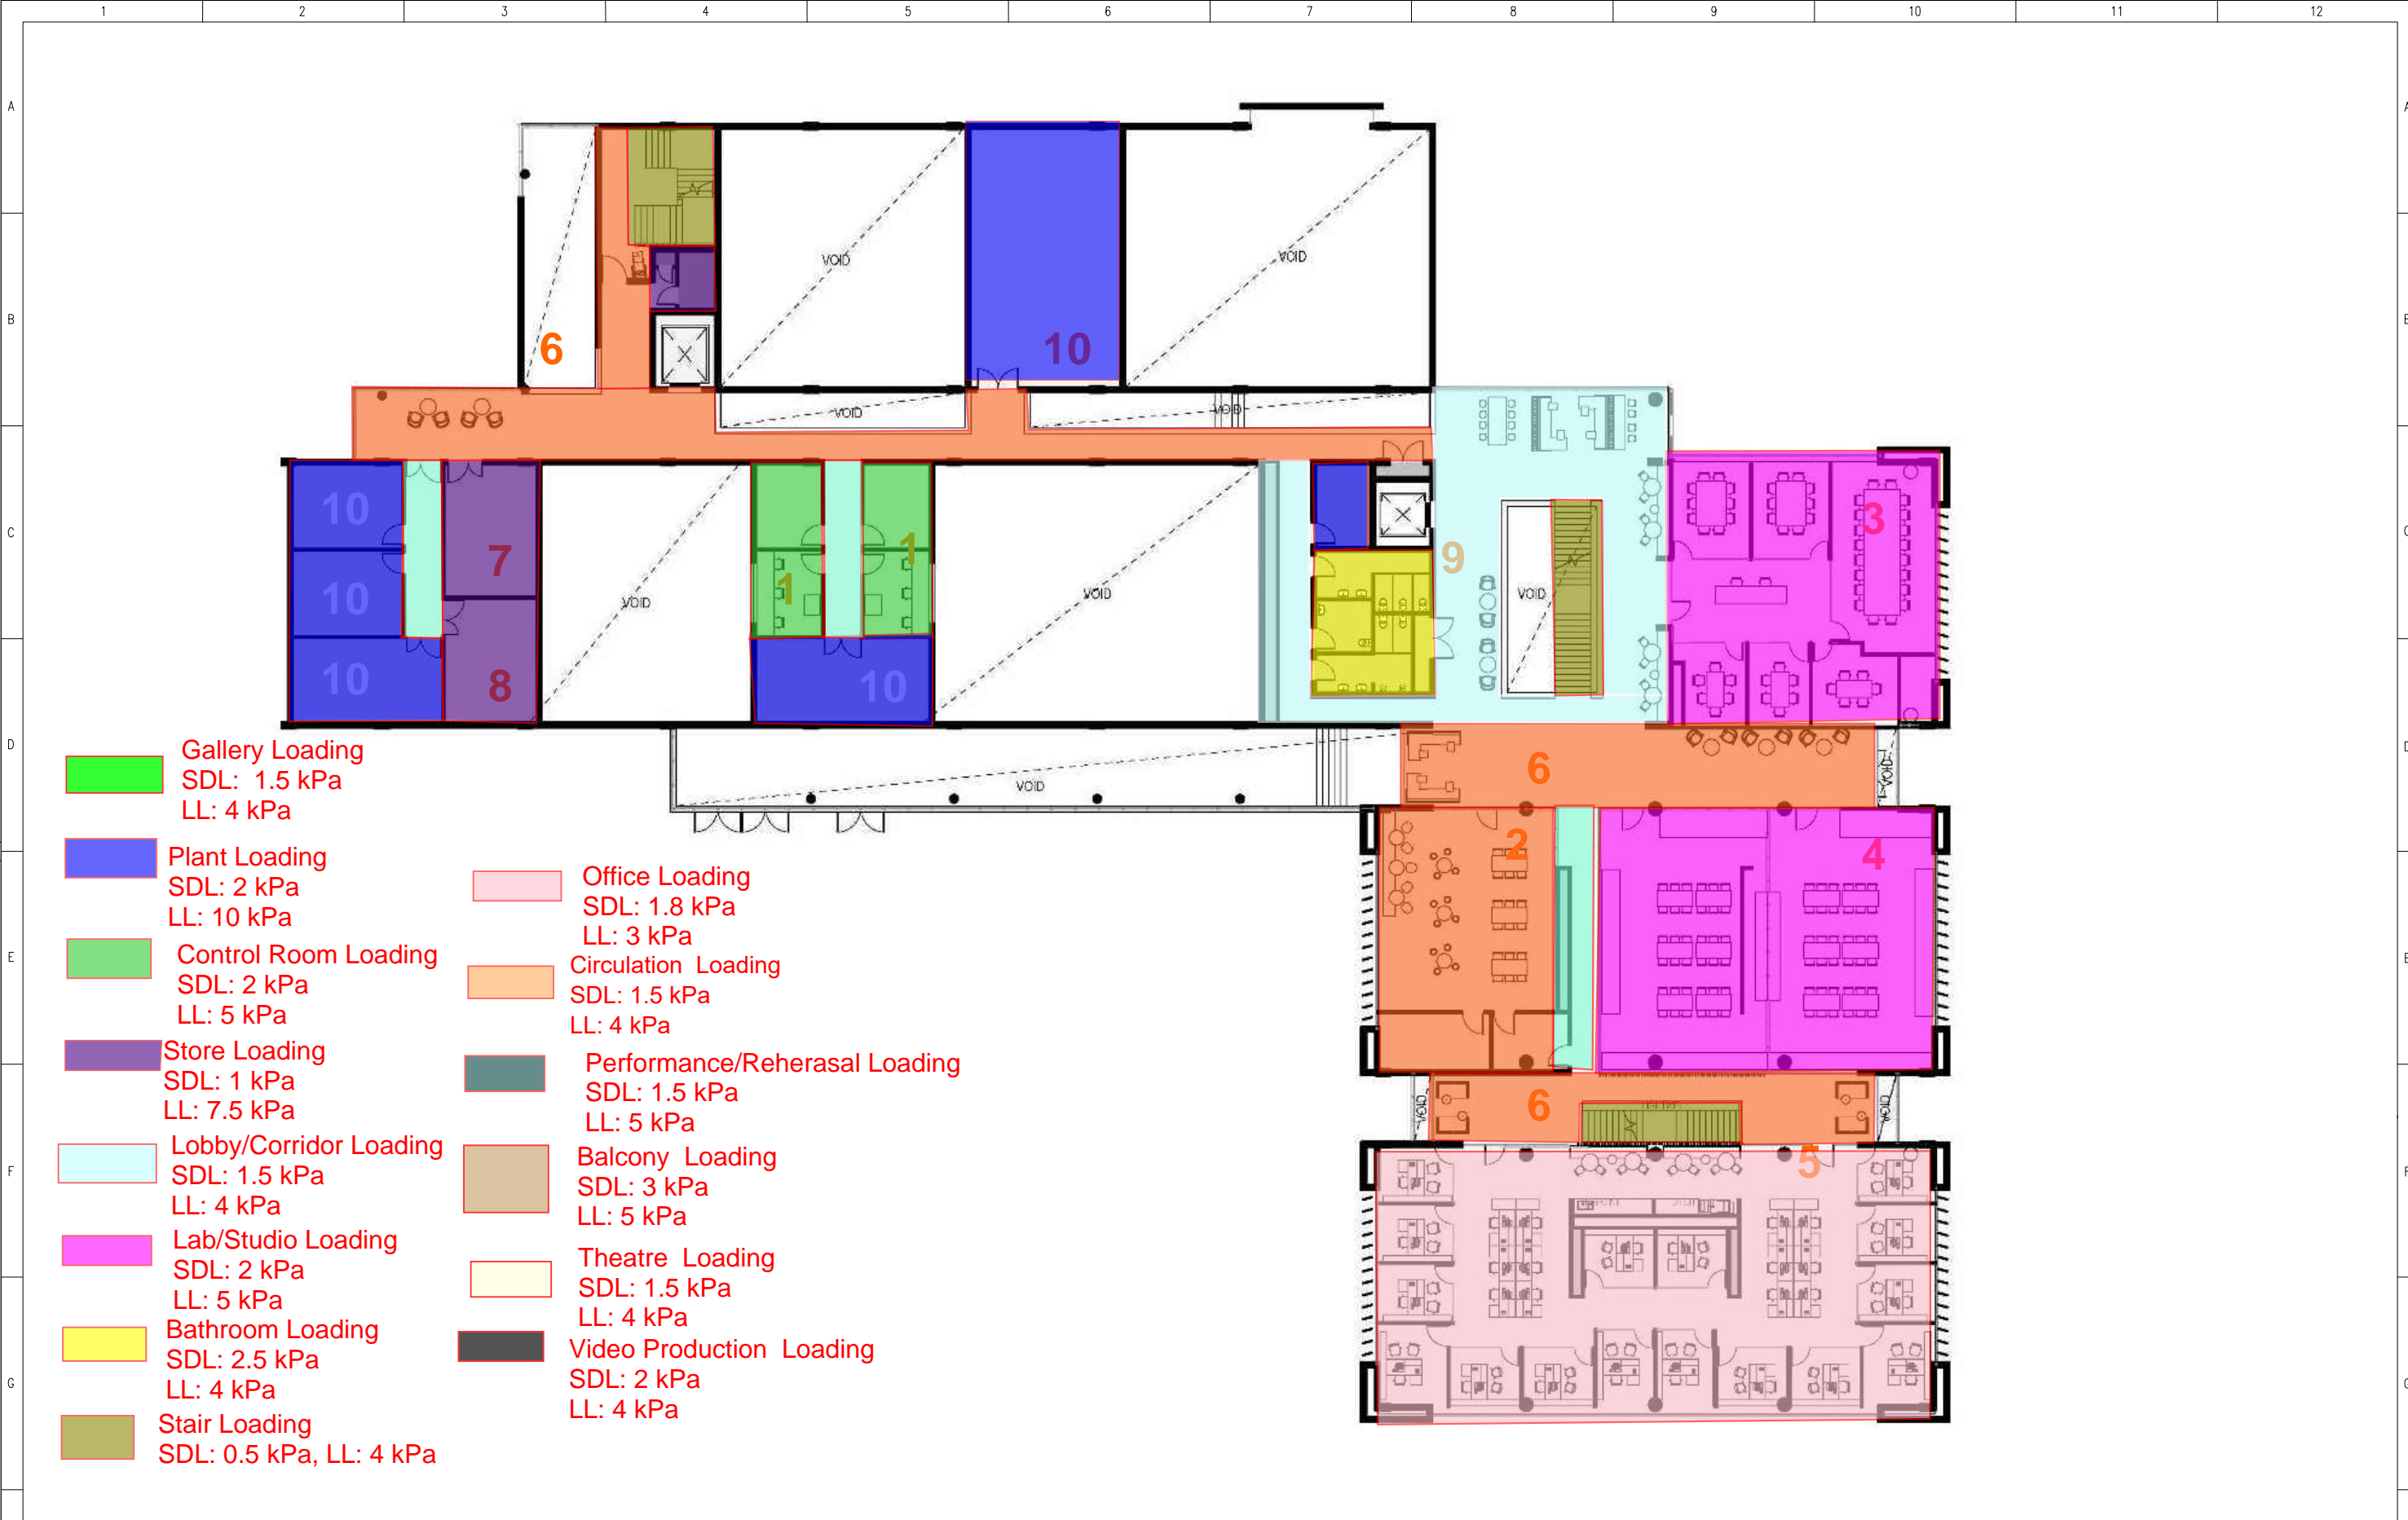 1 2 3 4 5 6 7 8 9 10 11 12
A A
VOID
VOID
B
6
10
VOID
VOID
10
7
1
1
C
9
3
10
VOID
VOID
VOID
10
8
10
D
6
VOID
VOID
Gallery Loading
SDL: 1.5 kPa
LL: 4 kPa
Plant Loading
SDL: 2 kPa
LL: 10 kPa
Control Room Loading
SDL: 2 kPa
LL: 5 kPa
Store Loading
SDL: 1 kPa
LL: 7.5 kPa
Lobby/Corridor Loading
SDL: 1.5 kPa
LL: 4 kPa
Lab/Studio Loading
SDL: 2 kPa
LL: 5 kPa
Bathroom Loading
SDL: 2.5 kPa
LL: 4 kPa
Stair Loading
SDL: 0.5 kPa, LL: 4 kPa
Office Loading
SDL: 1.8 kPa
LL: 3 kPa
Circulation Loading
SDL: 1.5 kPa
LL: 4 kPa
Performance/Reherasal Loading
SDL: 1.5 kPa
LL: 5 kPa
Balcony Loading
SDL: 3 kPa
LL: 5 kPa
Theatre Loading
SDL: 1.5 kPa
LL: 4 kPa
Video Production Loading
SDL: 2 kPa
LL: 4 kPa
2
4
E
6
VOID
VOID
5
F
G